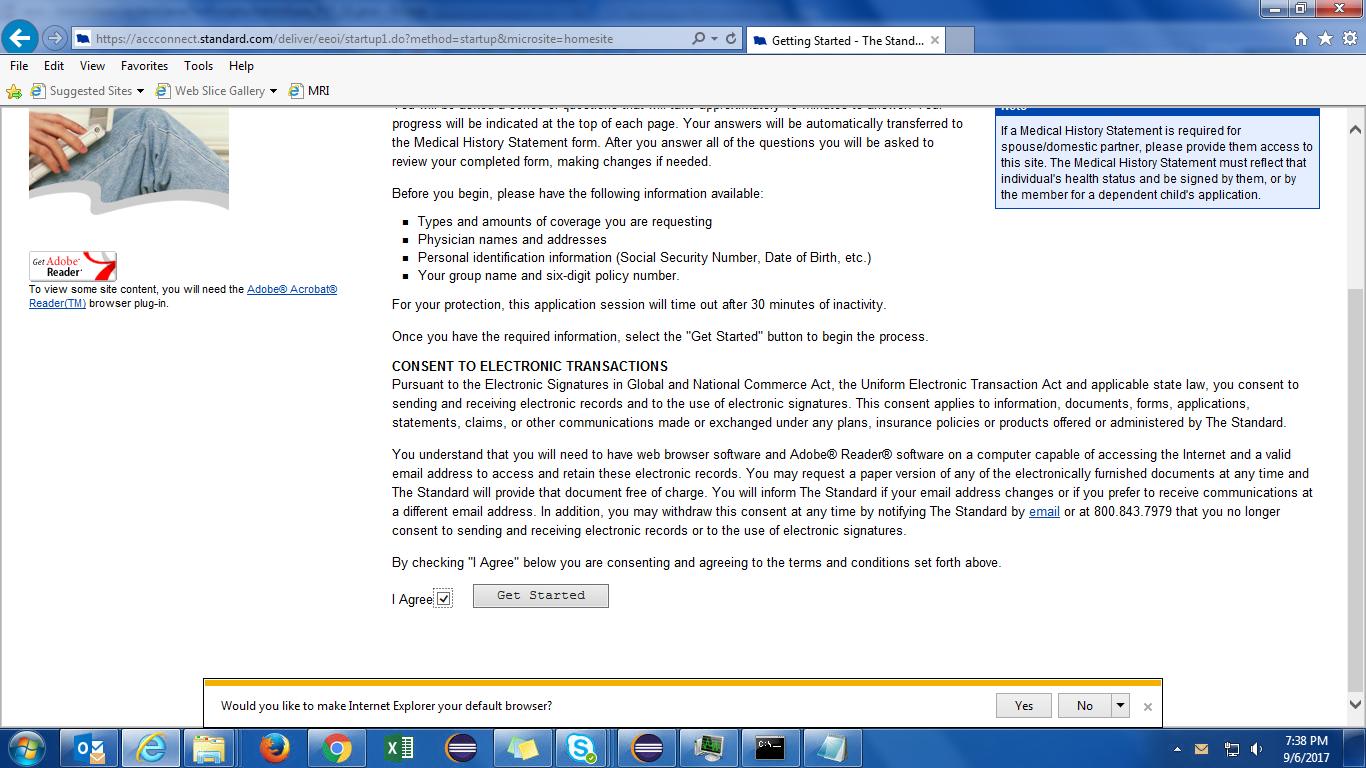 https://accconnect.standard.com/deliver/eeoi/startup1.do?method=startup&microsite=homesite
Getting Started - The Stand...
File Edit View Favorites Tools Help
Suggested Sites Web Slice Gallery MRI
progress will be indicated at the top of each page. Your answers will be automatically transferred to
the Medical History Statement form. After you answer all of the questions you will be asked to
review your completed form, making changes if needed.
Before you begin, please have the following information available:
Types and amounts of coverage you are requesting
Physician names and addresses
Personal identification information (Social Security Number, Date of Birth, etc.)
Your group name and six-digit policy number.
For your protection, this application session will time out after 30 minutes of inactivity.
Once you have the required information, select the "Get Started" button to begin the process.
CONSENT TO ELECTRONIC TRANSACTIONS
Pursuant to the Electronic Signatures in Global and National Commerce Act, the Uniform Electronic Transaction Act and applicable state law, you consent to
sending and receiving electronic records and to the use of electronic signatures. This consent applies to information, documents, forms, applications,
statements, claims, or other communications made or exchanged under any plans, insurance policies or products offered or administered by The Standard.
You understand that you will need to have web browser software and Adobe® Reader® software on a computer capable of accessing the Internet and a valid
email address to access and retain these electronic records. You may request a paper version of any of the electronically furnished documents at any time and
The Standard will provide that document free of charge. You will inform The Standard if your email address changes or if you prefer to receive communications at
a different email address. In addition, you may withdraw this consent at any time by notifying The Standard by email or at 800.843.7979 that you no longer
consent to sending and receiving electronic records or to the use of electronic signatures.
By checking "I Agree" below you are consenting and agreeing to the terms and conditions set forth above.
I Agree Get Started
If a Medical History Statement is required for
spouse/domestic partner, please provide them access to
this site. The Medical History Statement must reflect that
individual's health status and be signed by them, or by
the member for a dependent child's application.
Get Adobe®
Reader®
To view some site content, you will need the Adobe® Acrobat®
Reader(TM) browser plug-in.
Would you like to make Internet Explorer your default browser? Yes No
7:38 PM
9/6/2017